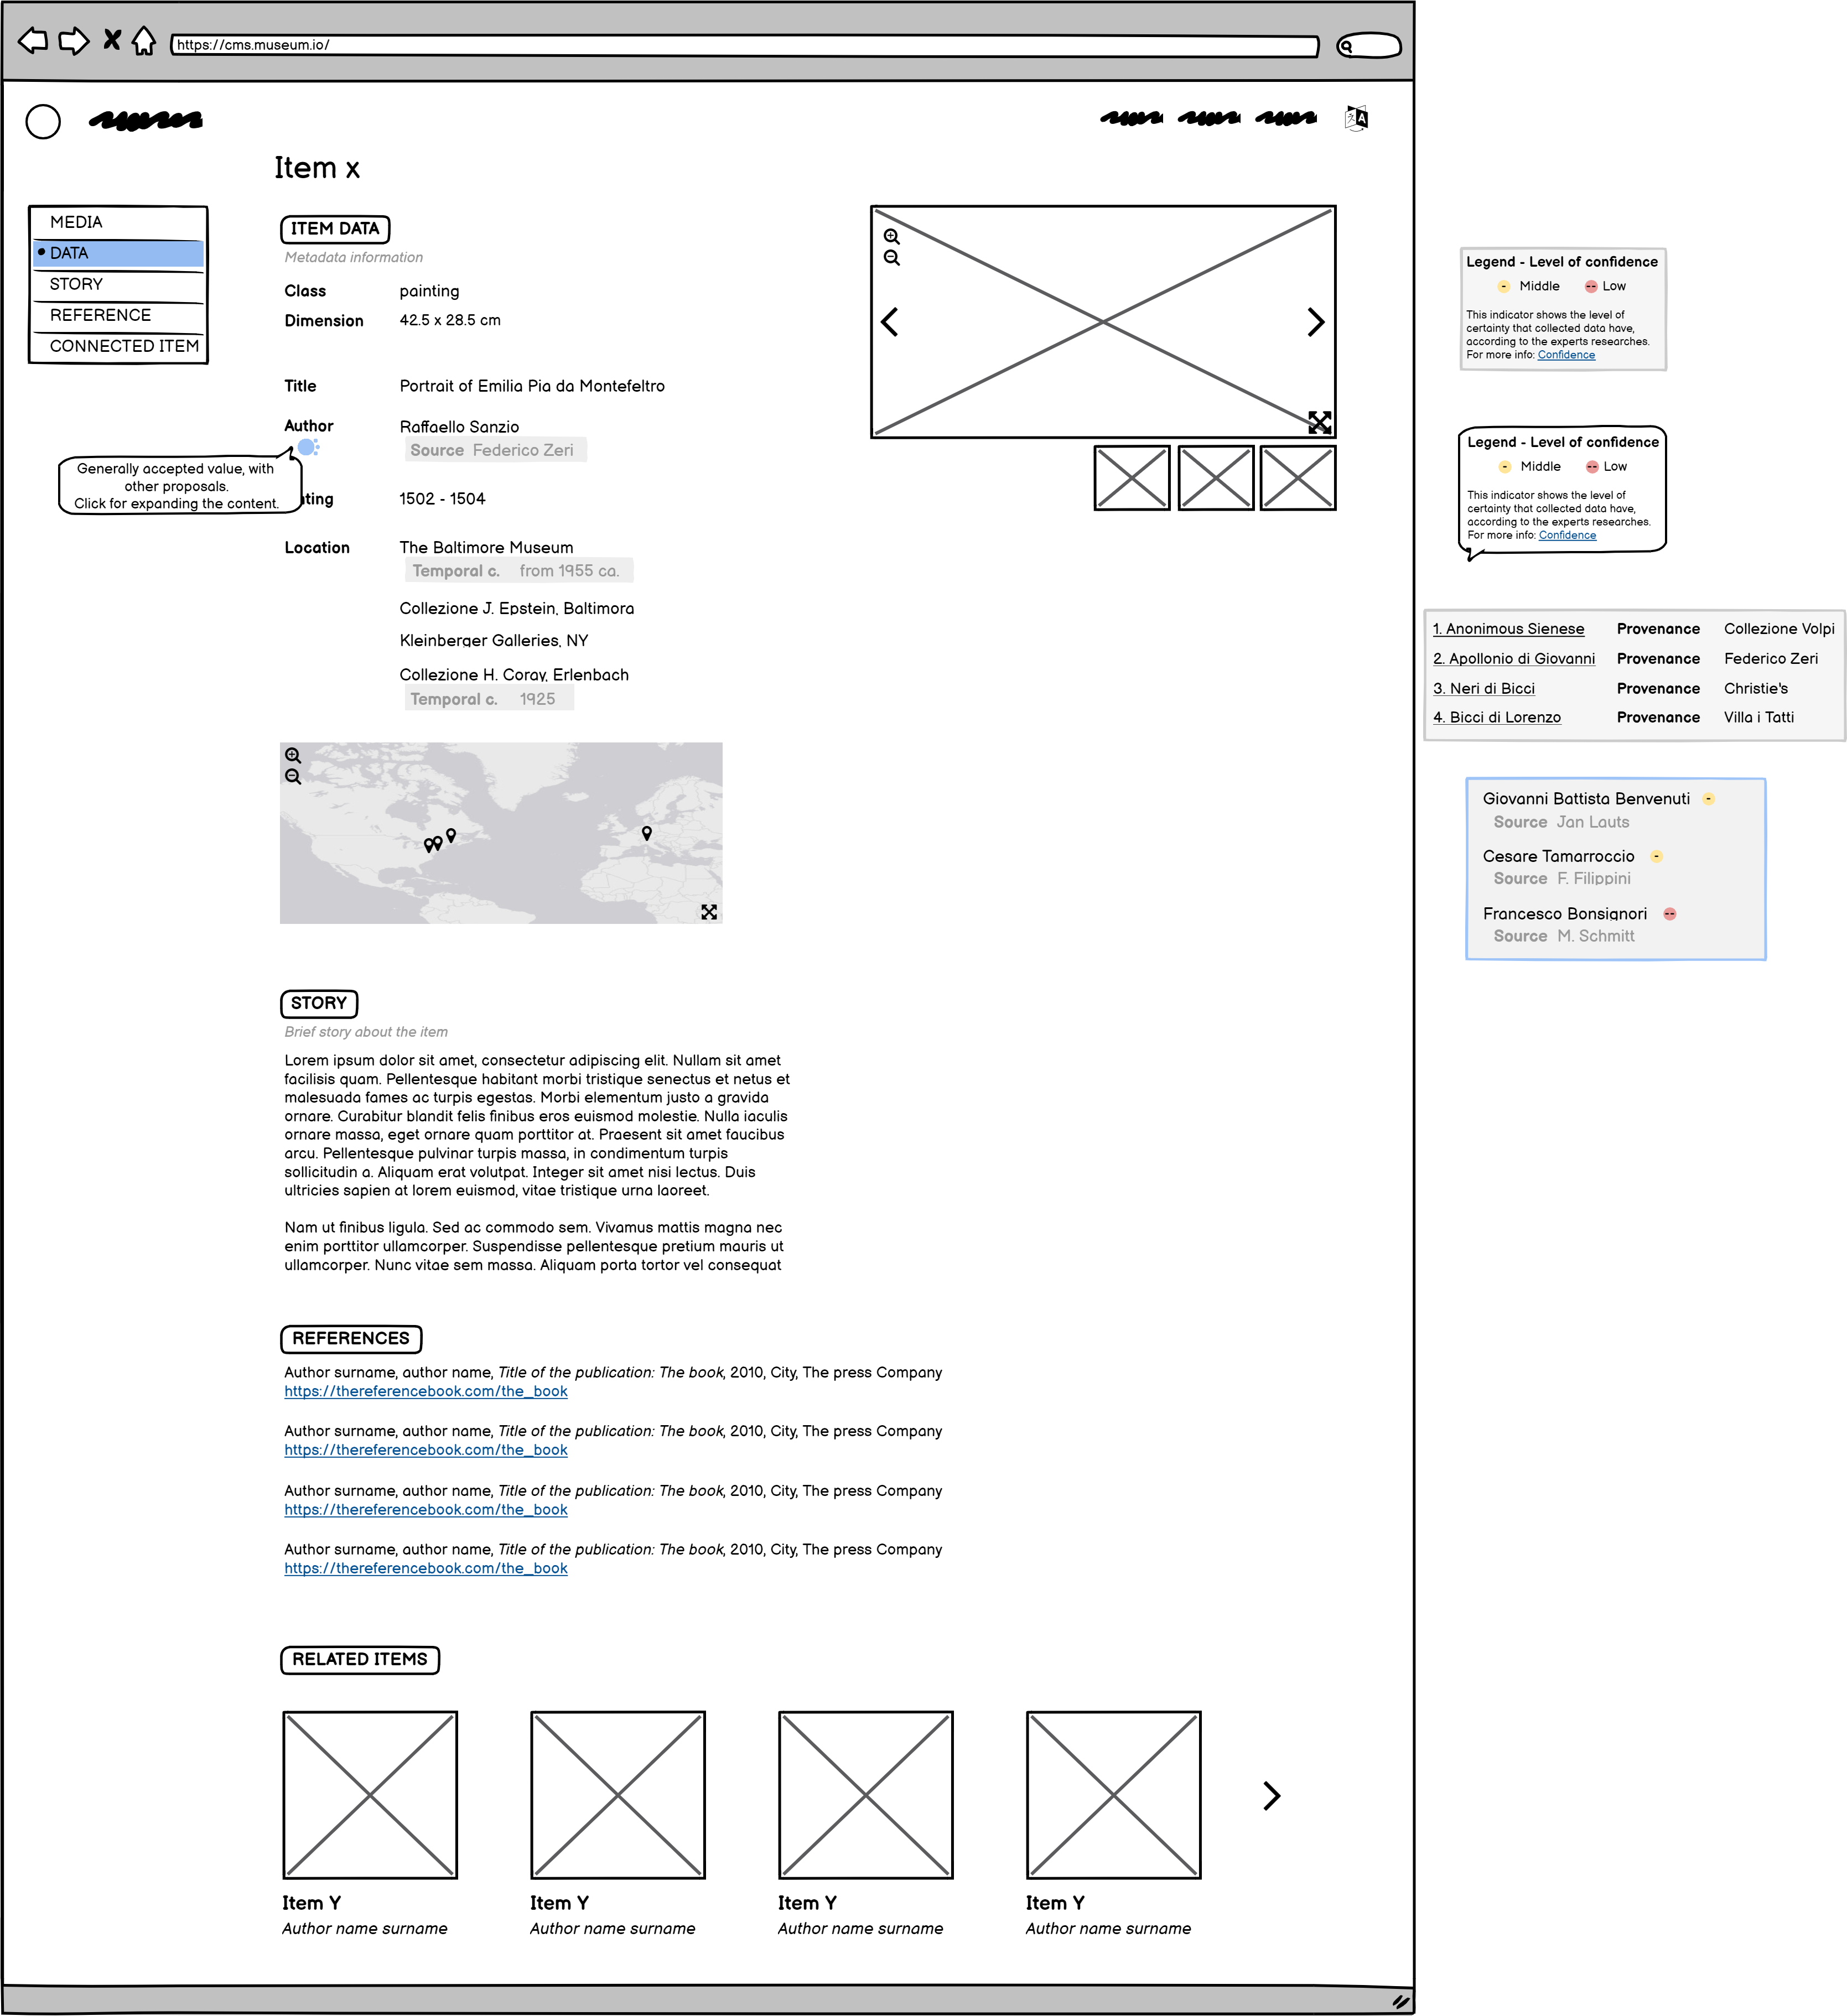 https://cms.museum.io/
Item x
MEDIA
DATA
STORY
REFERENCE
CONNECTED ITEM
ITEM DATA
Metadata information
Class painting
Dimension 42.5 x 28.5 cm
Title Portrait of Emilia Pia da Montefeltro
Author Raffaello Sanzio
Source Federico Zeri
Generally accepted value, with
other proposals.
Click for expanding the content.
ting 1502 - 1504
Location The Baltimore Museum
Temporal c. from 1955 ca.
Collezione J. Epstein, Baltimora
Kleinberger Galleries, NY
Collezione H. Coray, Erlenbach
Temporal c. 1925
STORY
Brief story about the item
Lorem ipsum dolor sit amet, consectetur adipiscing elit. Nullam sit amet
facilisis quam. Pellentesque habitant morbi tristique senectus et netus et
malesuada fames ac turpis egestas. Morbi elementum justo a gravida
ornare. Curabitur blandit felis finibus eros euismod molestie. Nulla iaculis
ornare massa, eget ornare quam porttitor at. Praesent sit amet faucibus
arcu. Pellentesque pulvinar turpis massa, in condimentum turpis
sollicitudin a. Aliquam erat volutpat. Integer sit amet nisi lectus. Duis
ultricies sapien at lorem euismod, vitae tristique urna laoreet.
Nam ut finibus ligula. Sed ac commodo sem. Vivamus mattis magna nec
enim porttitor ullamcorper. Suspendisse pellentesque pretium mauris ut
ullamcorper. Nunc vitae sem massa. Aliquam porta tortor vel consequat
REFERENCES
Author surname, author name, Title of the publication: The book, 2010, City, The press Company
https://thereferencebook.com/the_book
Author surname, author name, Title of the publication: The book, 2010, City, The press Company
https://thereferencebook.com/the_book
Author surname, author name, Title of the publication: The book, 2010, City, The press Company
https://thereferencebook.com/the_book
Author surname, author name, Title of the publication: The book, 2010, City, The press Company
https://thereferencebook.com/the_book
RELATED ITEMS
Item Y Item Y Item Y Item Y
Author name surname Author name surname Author name surname Author name surname
Legend - Level of confidence
- Middle -- Low
This indicator shows the level of
certainty that collected data have,
according to the experts researches.
For more info: Confidence
Legend - Level of confidence
- Middle -- Low
This indicator shows the level of
certainty that collected data have,
according to the experts researches.
For more info: Confidence
1. Anonimous Sienese Provenance Collezione Volpi
2. Apollonio di Giovanni Provenance Federico Zeri
3. Neri di Bicci Provenance Christie's
4. Bicci di Lorenzo Provenance Villa i Tatti
Giovanni Battista Benvenuti -
Source Jan Lauts
Cesare Tamarroccio -
Source F. Filippini
Francesco Bonsignori --
Source M. Schmitt